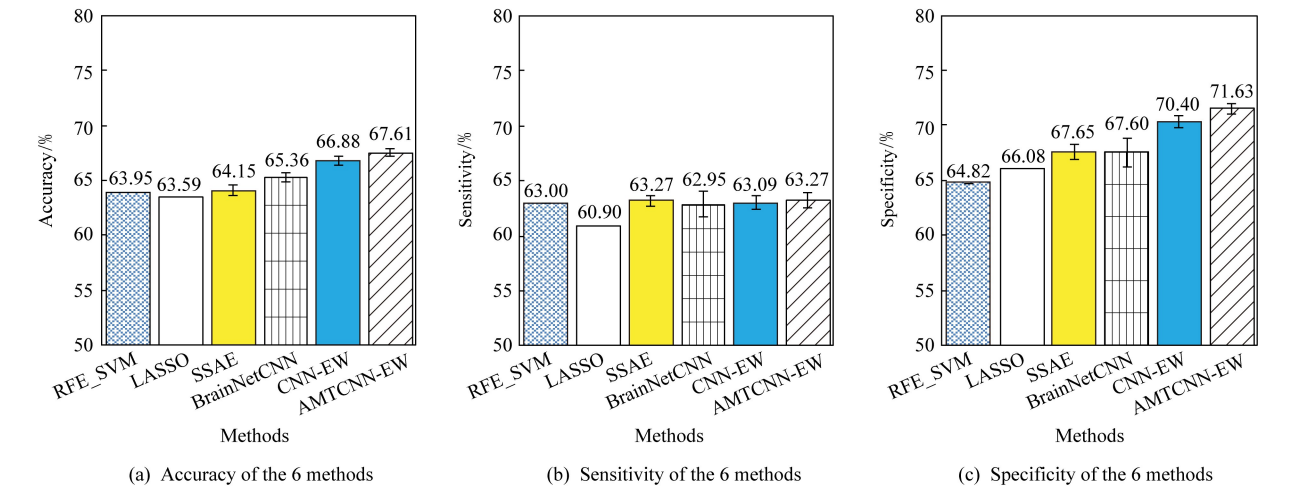 80
75
70
65
60
55
50
Accuracy/%
63.95
63.59
64.15
65.36
66.88
67.61
RFE_SVM
LASSO
SSAE
BrainNetCNN
CNN-EW
AMTCNN-EW
Methods
(a) Accuracy of the 6 methods
80
75
70
65
60
55
50
Sensitivity/%
63.00
60.90
63.27
62.95
63.09
63.27
RFE_SVM
LASSO
SSAE
BrainNetCNN
CNN-EW
AMTCNN-EW
Methods
(b) Sensitivity of the 6 methods
80
75
70
65
60
55
50
Specificity/%
64.82
66.08
67.65
67.60
70.40
71.63
RFE_SVM
LASSO
SSAE
BrainNetCNN
CNN-EW
AMTCNN-EW
Methods
(c) Specificity of the 6 methods